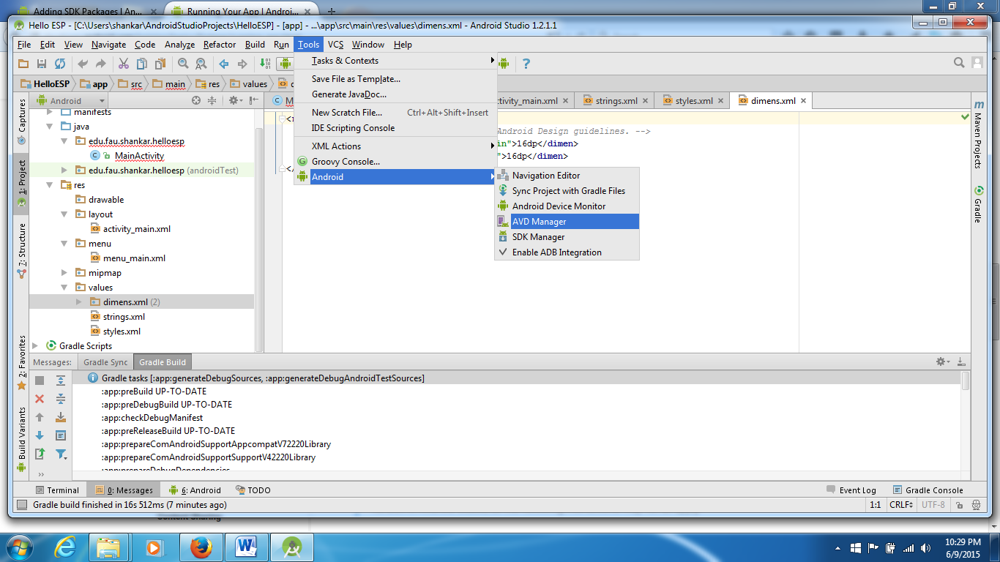 Adding SDK Packages | An...
Running Your App | Androi...
Hello ESP - [C:\Users\shankar\AndroidStudioProjects\HelloESP] - [app] - ...\app\src\main\res\values\dimens.xml - Android Studio 1.2.1.1
File Edit View Navigate Code Analyze Refactor Build Run Tools VCS Window Help
HelloESP app src main res values
Android
manifests
java
edu.fau.shankar.helloesp
MainActivity
edu.fau.shankar.helloesp (androidTest)
res
drawable
layout
activity_main.xml
menu
menu_main.xml
mipmap
values
dimens.xml (2)
strings.xml
styles.xml
Gradle Scripts
Captures
1: Project
7: Structure
2: Favorites
Build Variants
Tasks & Contexts
Save File as Template...
Generate JavaDoc...
New Scratch File... Ctrl+Alt+Shift+Insert
IDE Scripting Console
XML Actions
Groovy Console...
Android
Navigation Editor
Sync Project with Gradle Files
Android Device Monitor
AVD Manager
SDK Manager
Enable ADB Integration
ctivity_main.xml strings.xml styles.xml dimens.xml
Android Design guidelines. -->
in">16dp</dimen>
">16dp</dimen>
</
Maven Projects
Gradle
Messages: Gradle Sync Gradle Build
Gradle tasks [:app:generateDebugSources, :app:generateDebugAndroidTestSources]
:app:preBuild UP-TO-DATE
:app:preDebugBuild UP-TO-DATE
:app:checkDebugManifest
:app:preReleaseBuild UP-TO-DATE
:app:prepareComAndroidSupportAppcompatV72220Library
:app:prepareComAndroidSupportSupportV42220Library
:app:prepareDebugDependencies
Terminal 0: Messages 6: Android TODO Event Log Gradle Console
Gradle build finished in 16s 512ms (7 minutes ago) 1:1 CRLF UTF-8
Content Sharing
10:29 PM
6/9/2015